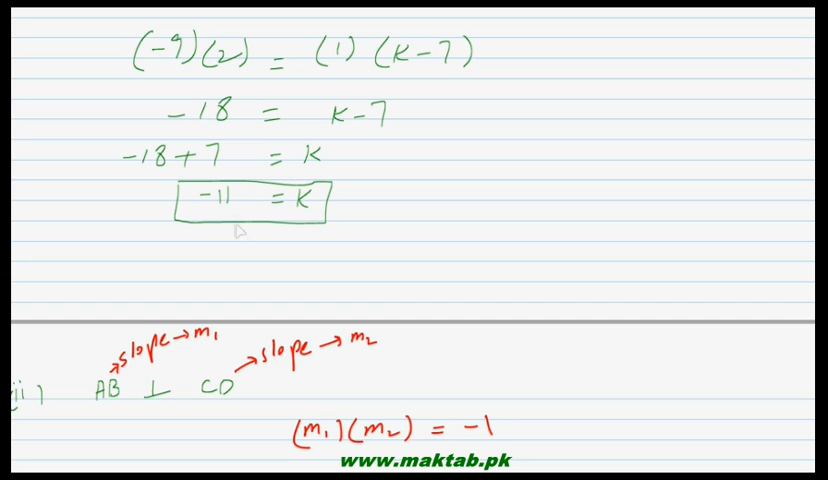 (-9)(2) = (1) (K-7)
-18 = K-7
-18+7 = K
-11 = K
slope → m₁
slope → m₂
ii) AB ⊥ CD
(m₁)(m₂) = -1
www.maktab.pk